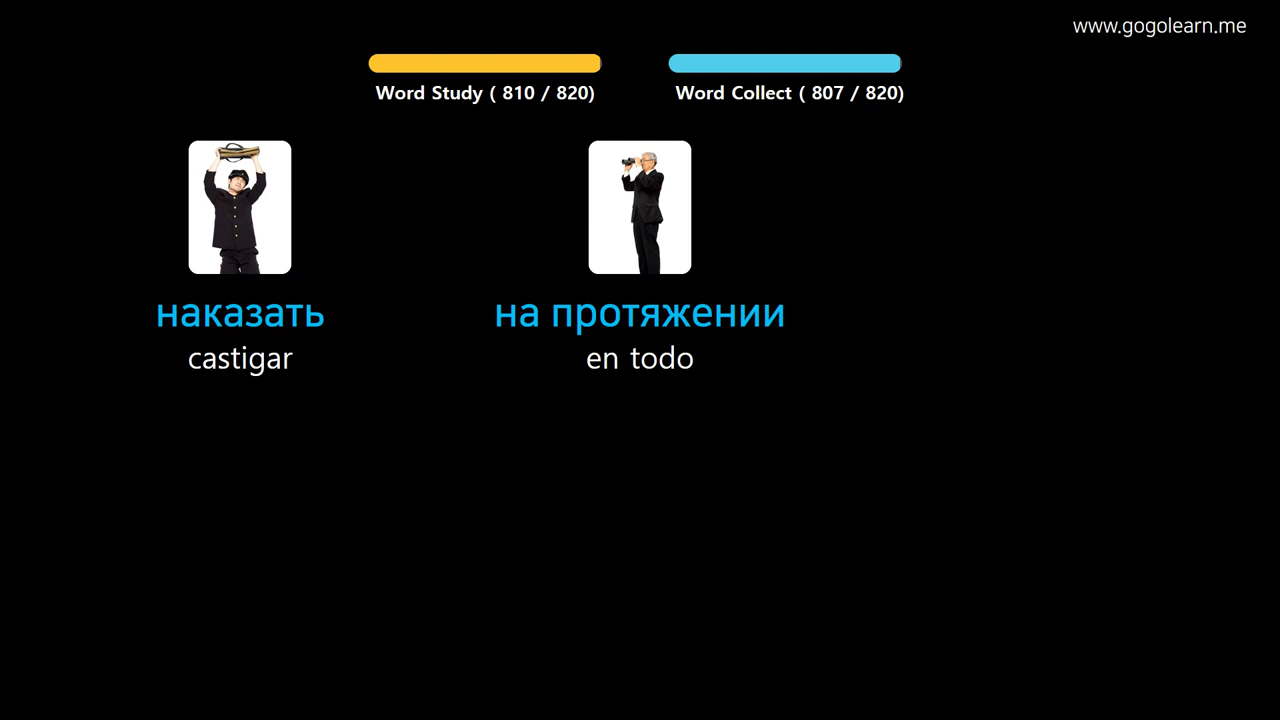 www.gogolearn.me
Word Study ( 810 / 820)
Word Collect ( 807 / 820)
наказать
castigar
на протяжении
en todo